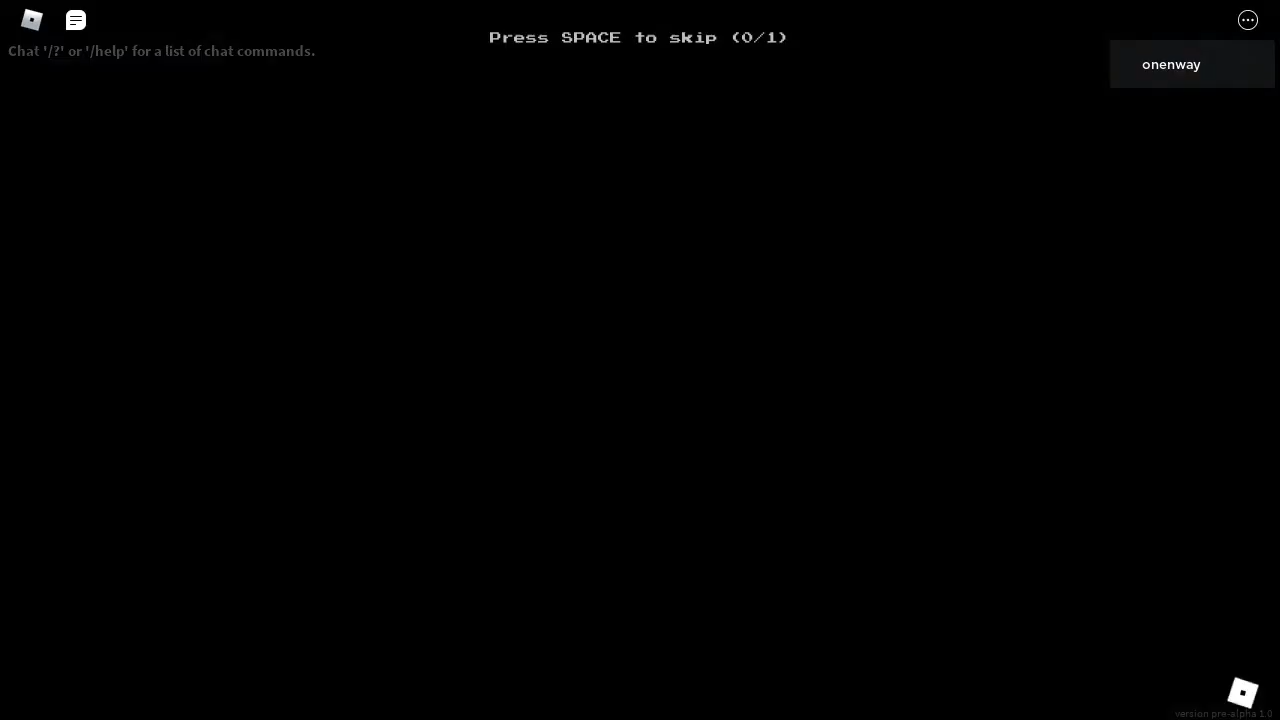 Press SPACE to skip (0/1)
Chat '/?' or '/help' for a list of chat commands.
onenway
version pre-alpha 1.0